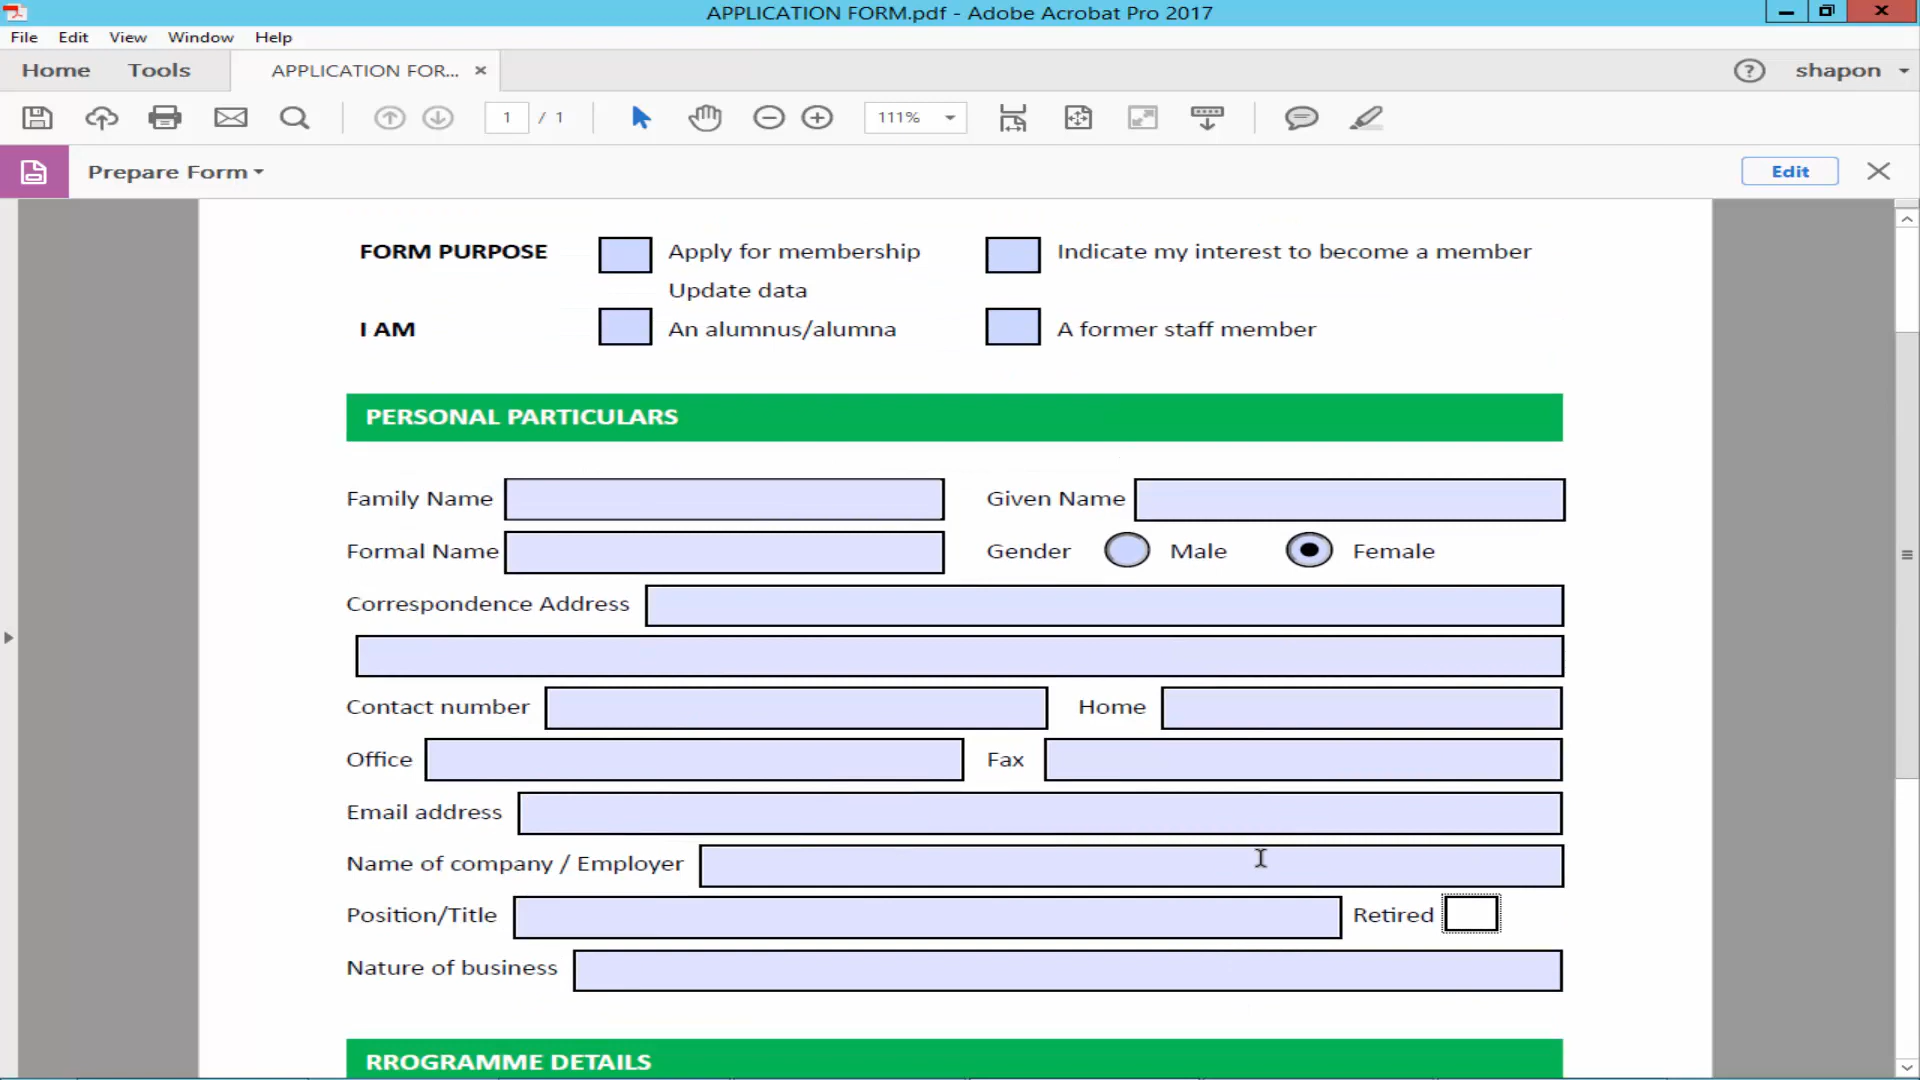 APPLICATION FORM.pdf - Adobe Acrobat Pro 2017
File Edit View Window Help
Home Tools APPLICATION FOR... × ? shapon
1 / 1 111%
Prepare Form Edit
FORM PURPOSE Apply for membership Indicate my interest to become a member
Update data
I AM An alumnus/alumna A former staff member
PERSONAL PARTICULARS
Family Name Given Name
Formal Name Gender Male Female
Correspondence Address
Contact number Home
Office Fax
Email address
Name of company / Employer
Position/Title Retired
Nature of business
RROGRAMME DETAILS